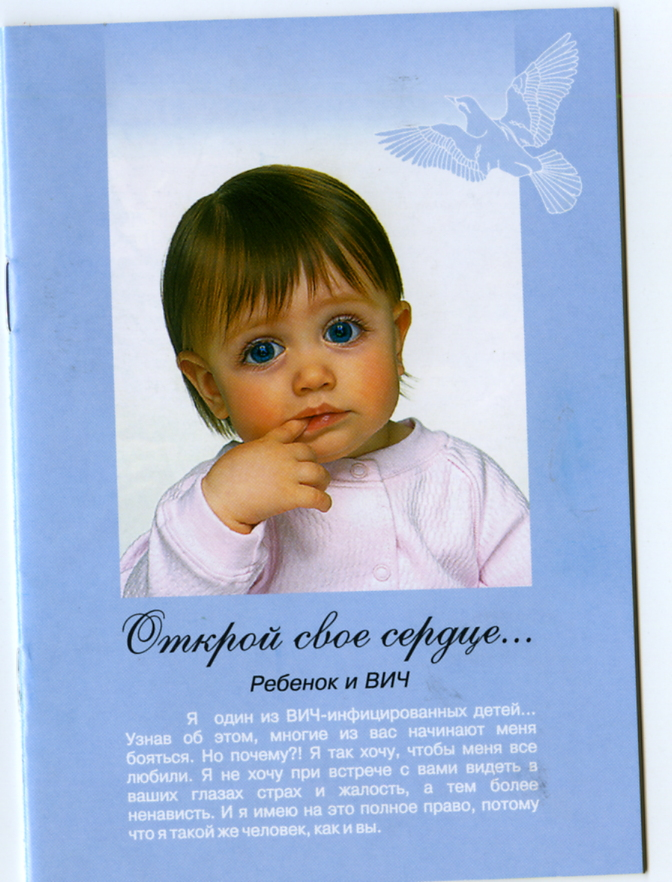 Открой свое сердце...
Ребенок и ВИЧ
Я один из ВИЧ-инфицированных детей...
Узнав об этом, многие из вас начинают меня
бояться. Но почему?! Я так хочу, чтобы меня все
любили. Я не хочу при встрече с вами видеть в
ваших глазах страх и жалость, а тем более
ненависть. И я имею на это полное право, потому
что я такой же человек, как и вы.